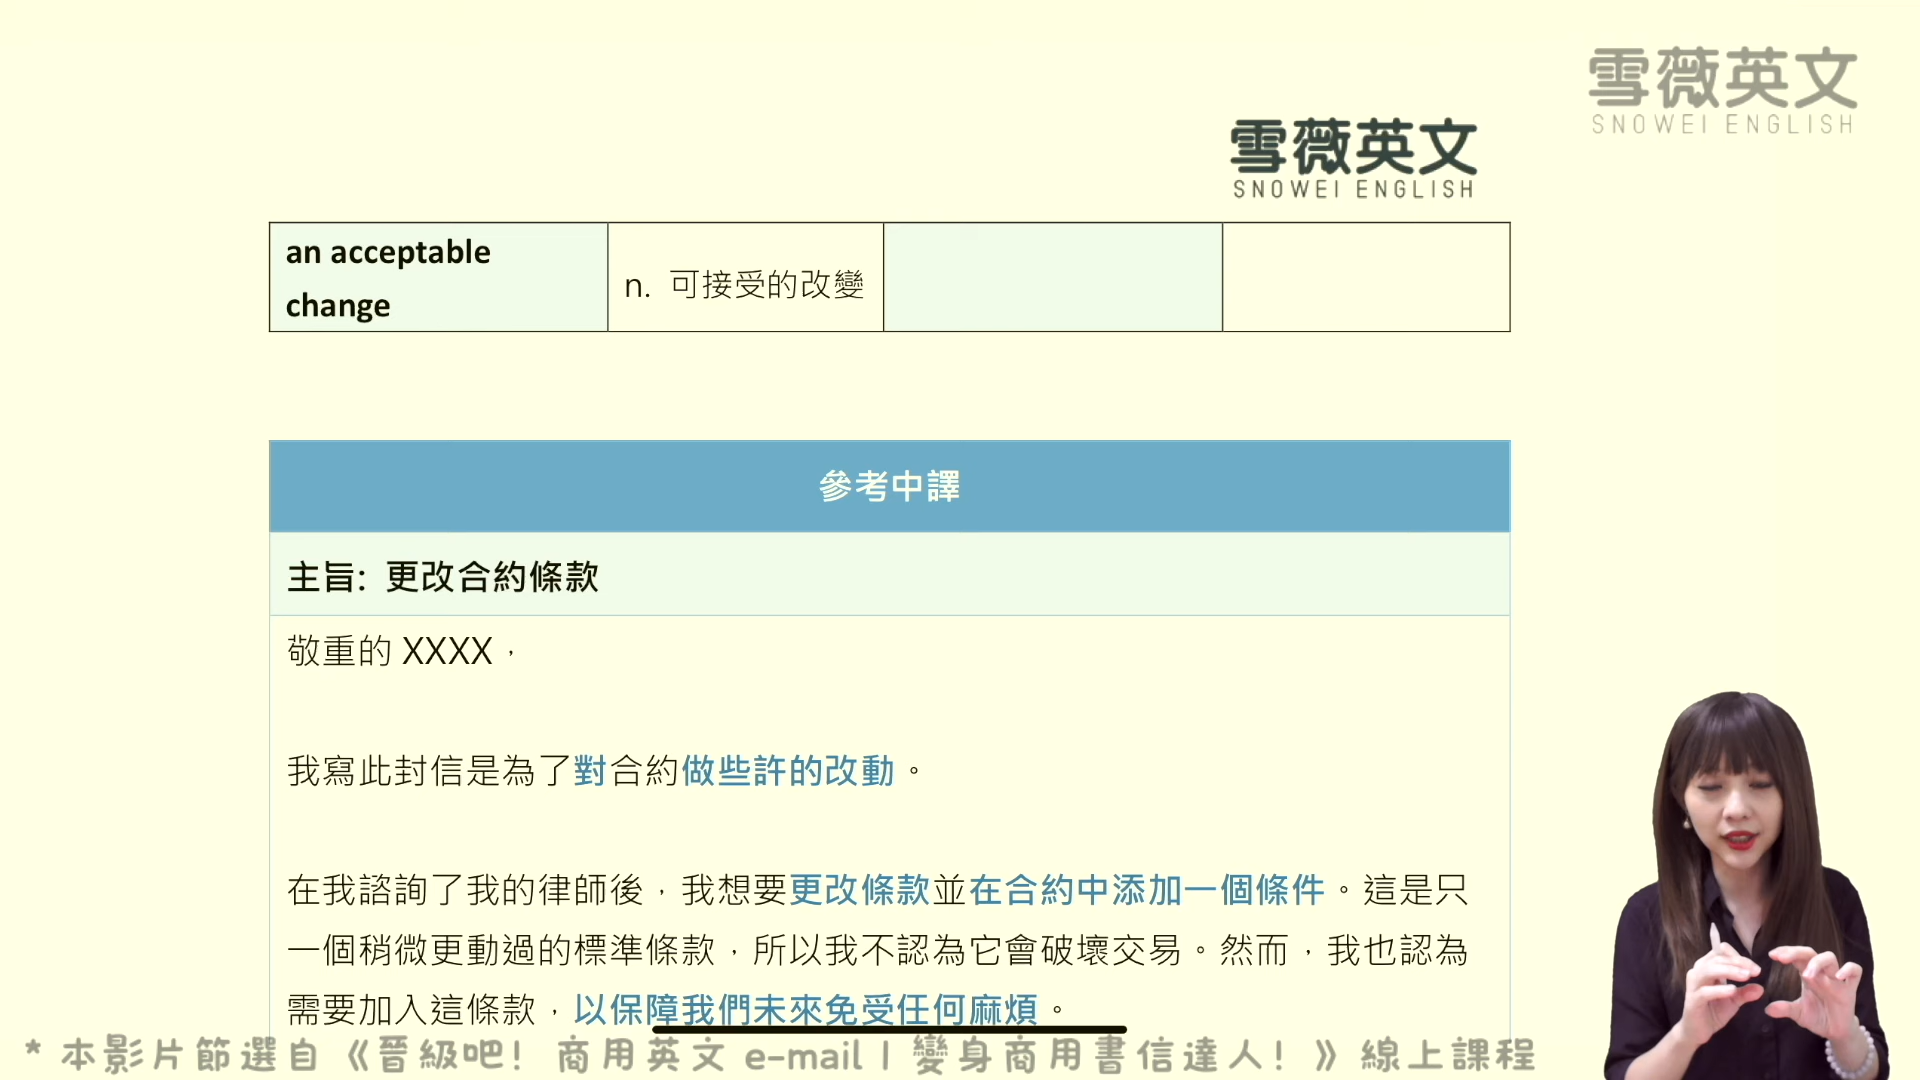 雪薇英文
SNOWEI ENGLISH
雪薇英文
SNOWEI ENGLISH
an acceptable
change
n. 可接受的改變
參考中譯
主旨: 更改合約條款
敬重的 XXXX，
我寫此封信是為了對合約做些許的改動。
在我諮詢了我的律師後，我想要更改條款並在合約中添加一個條件。這是只
一個稍微更動過的標準條款，所以我不認為它會破壞交易。然而，我也認為
需要加入這條款，以保障我們未來免受任何麻煩。
* 本影片節選自《晉級吧！商用英文 e-mail | 變身商用書信達人！》線上課程